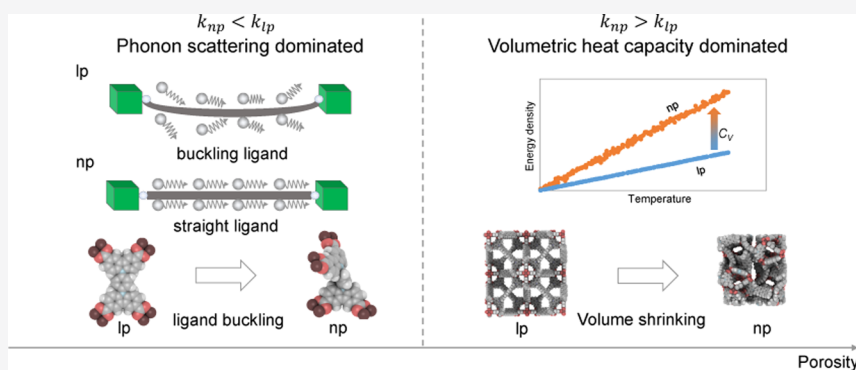 k_np < k_lp
Phonon scattering dominated
lp
buckling ligand
np
straight ligand
lp
ligand buckling
np
k_np > k_lp
Volumetric heat capacity dominated
Energy density
np
C_V
lp
Temperature
lp
Volume shrinking
np
Porosity